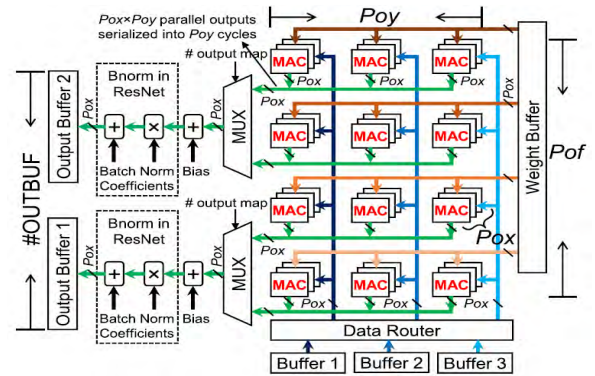 Pox×Poy parallel outputs
serialized into Poy cycles
Poy
# output map
MAC
MAC
MAC
Pox
Pox
Pox
Pox
Pox
#OUTBUF
Output Buffer 2
Pox
Bnorm in
ResNet
+
×
+
Pox
MUX
Batch Norm
Coefficients
Bias
MAC
MAC
MAC
Weight Buffer
Pof
# output map
MAC
MAC
MAC
Pox
Output Buffer 1
Pox
Bnorm in
ResNet
+
×
+
Pox
MUX
Batch Norm
Coefficients
Bias
MAC
MAC
MAC
Pox
Pox
Data Router
Buffer 1
Buffer 2
Buffer 3